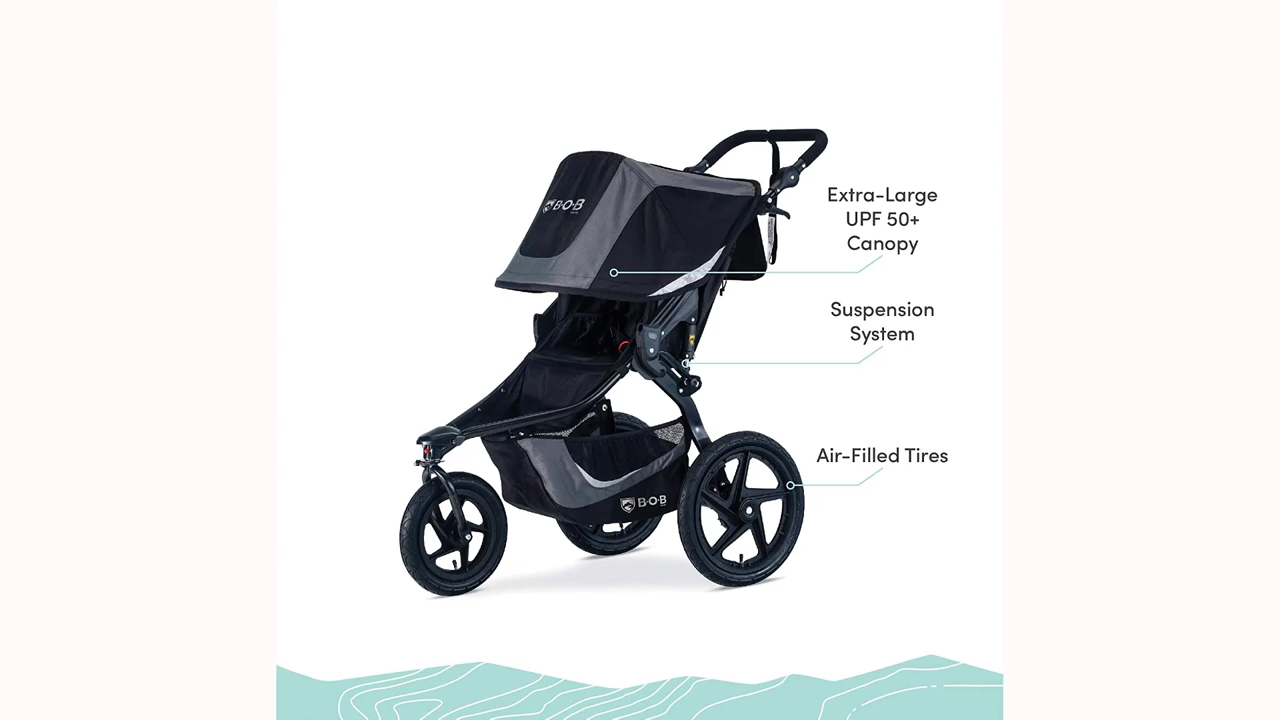 B·O·B
Extra-Large
UPF 50+
Canopy
Suspension
System
Air-Filled Tires
B·O·B